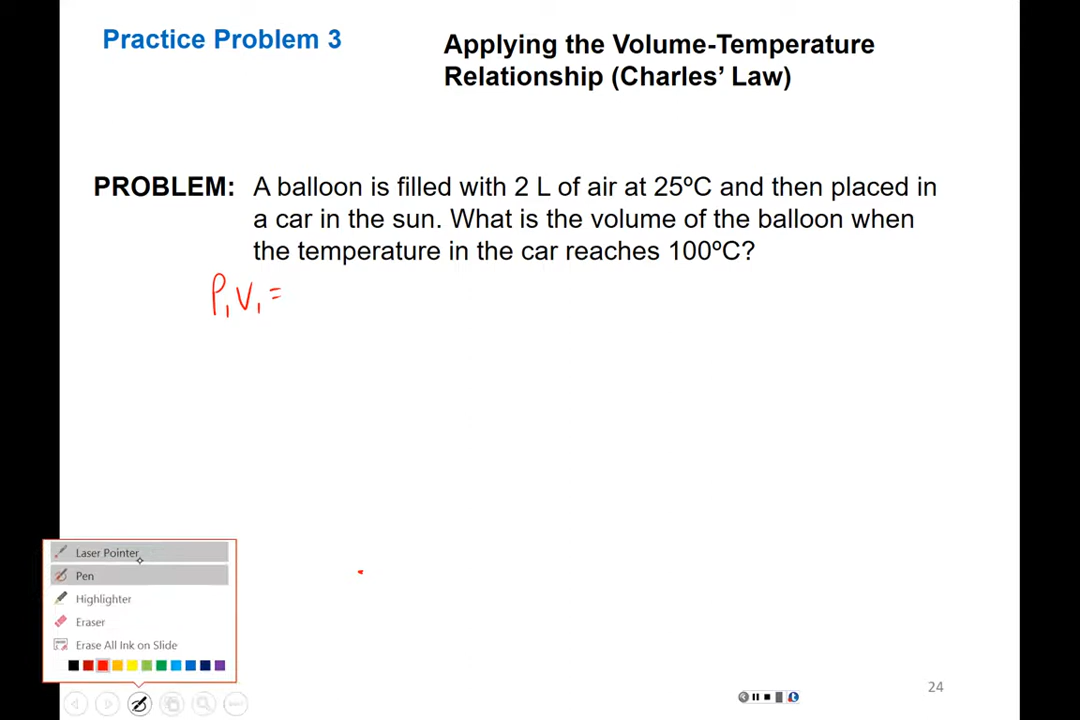 Practice Problem 3
Applying the Volume-Temperature
Relationship (Charles’ Law)
PROBLEM: A balloon is filled with 2 L of air at 25ºC and then placed in
a car in the sun. What is the volume of the balloon when
the temperature in the car reaches 100ºC?
P₁V₁ =
Laser Pointer
Pen
Highlighter
Eraser
Erase All Ink on Slide
24